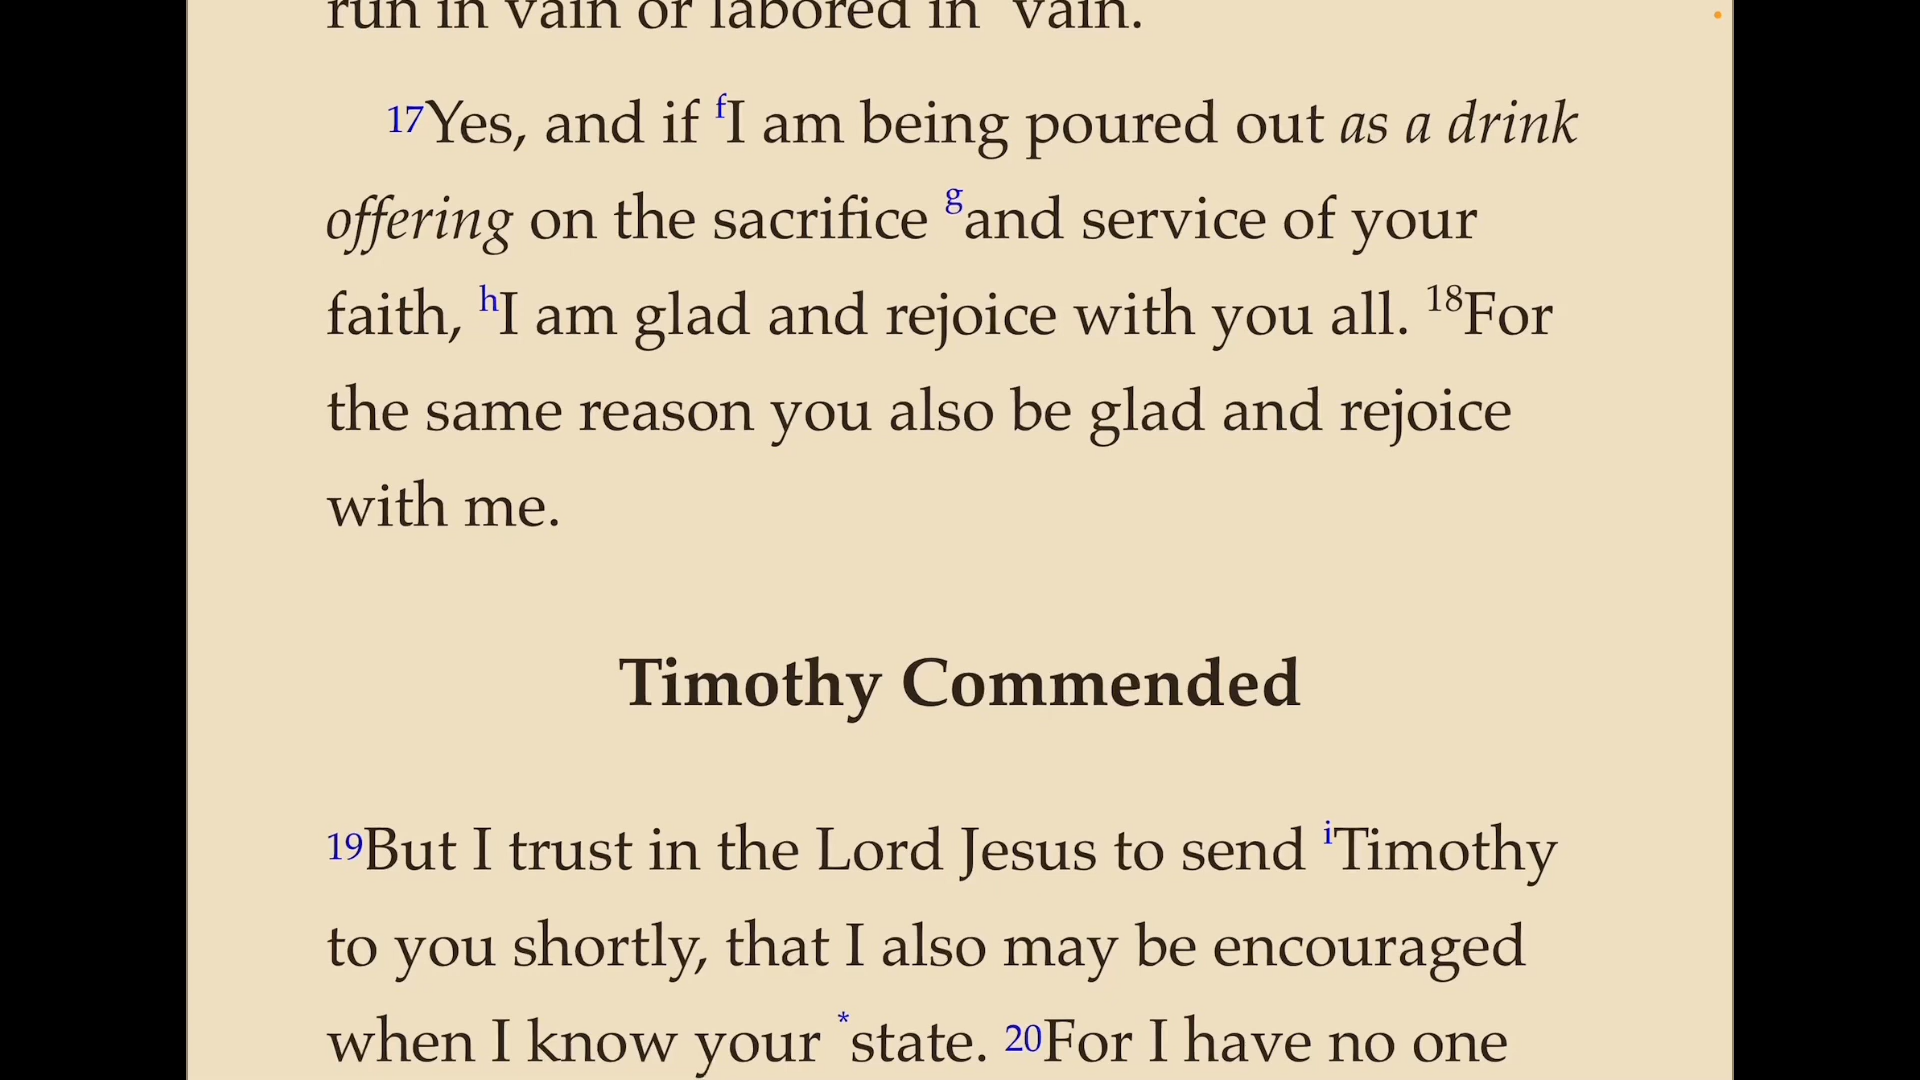 run in vain or labored in vain.
17Yes, and if fI am being poured out as a drink
offering on the sacrifice gand service of your
faith, hI am glad and rejoice with you all. 18For
the same reason you also be glad and rejoice
with me.
Timothy Commended
19But I trust in the Lord Jesus to send iTimothy
to you shortly, that I also may be encouraged
when I know your *state. 20For I have no one